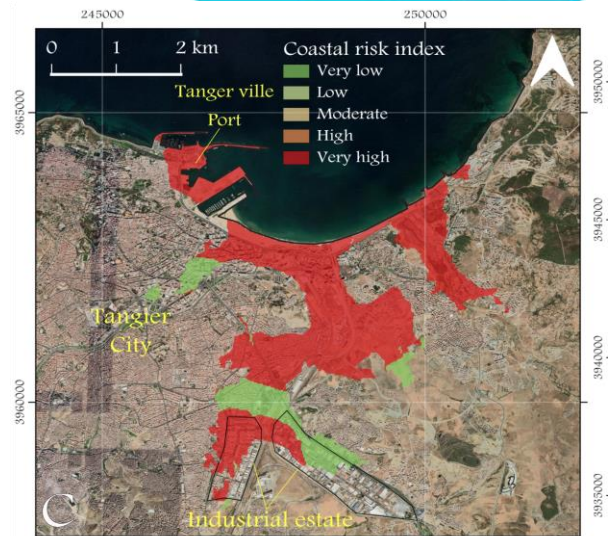 245000
250000
0 1 2 km
Coastal risk index
Very low
Low
Moderate
High
Very high
Tanger ville
Port
Tangier
City
Industrial estate
C
3965000
3960000
3950000
3945000
3940000
3935000